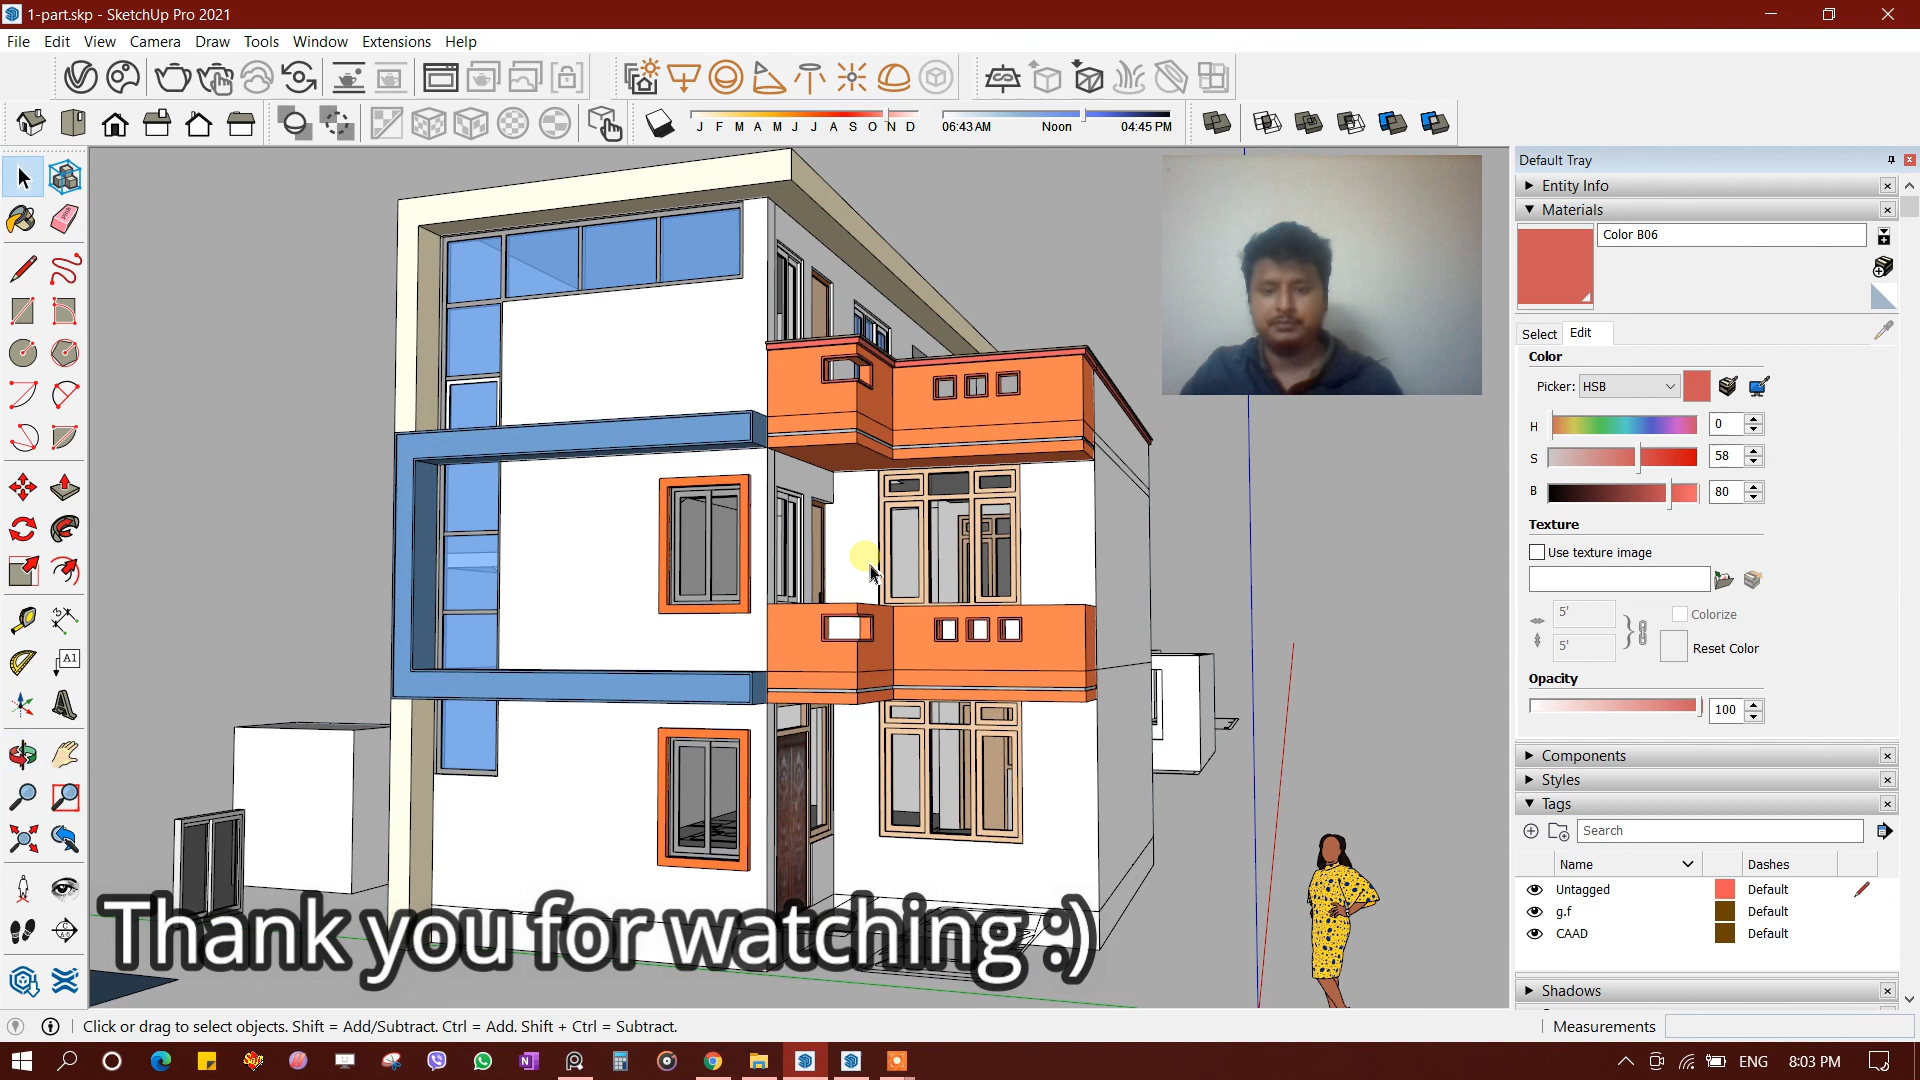 1-part.skp - SketchUp Pro 2021
File Edit View Camera Draw Tools Window Extensions Help
J F M A M J J A S O N D
06:43 AM Noon 04:45 PM
Default Tray
Entity Info
Materials
Color B06
Select Edit
Color
Picker: HSB
H 0
S 58
B 80
Texture
Use texture image
5'
Colorize
5'
Reset Color
Opacity
100
Components
Styles
Tags
Search
Name Dashes
Untagged Default
g.f Default
CAAD Default
Shadows
A1
Thank you for watching :)
Click or drag to select objects. Shift = Add/Subtract. Ctrl = Add. Shift + Ctrl = Subtract.
Measurements
ENG 8:03 PM